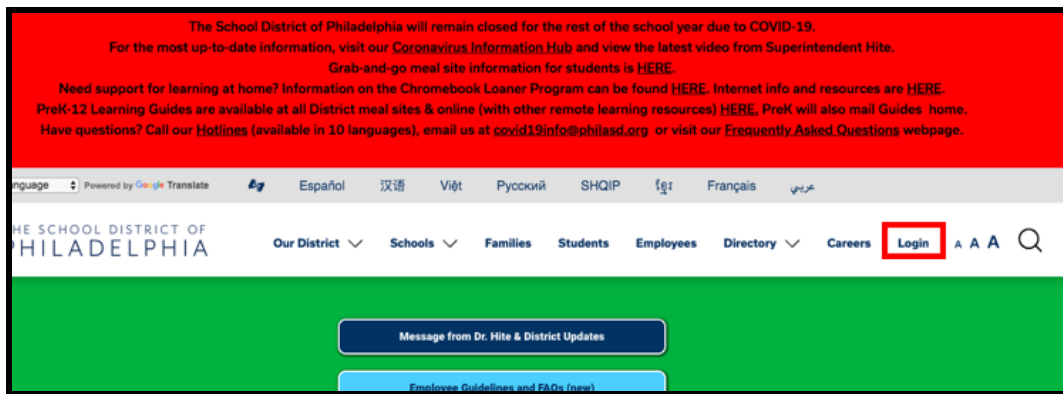 The School District of Philadelphia will remain closed for the rest of the school year due to COVID-19.
For the most up-to-date information, visit our Coronavirus Information Hub and view the latest video from Superintendent Hite.
Grab-and-go meal site information for students is HERE.
Need support for learning at home? Information on the Chromebook Loaner Program can be found HERE. Internet info and resources are HERE.
PreK-12 Learning Guides are available at all District meal sites & online (with other remote learning resources) HERE. PreK will also mail Guides home.
Have questions? Call our Hotlines (available in 10 languages), email us at covid19info@philasd.org or visit our Frequently Asked Questions webpage.
nguage Powered by Google Translate Español 汉语 Việt Русский SHQIP ខ្មែរ Français عربي
HE SCHOOL DISTRICT OF
PHILADELPHIA
Our District Schools Families Students Employees Directory Careers Login A A A
Message from Dr. Hite & District Updates
Employee Guidelines and FAQs (new)